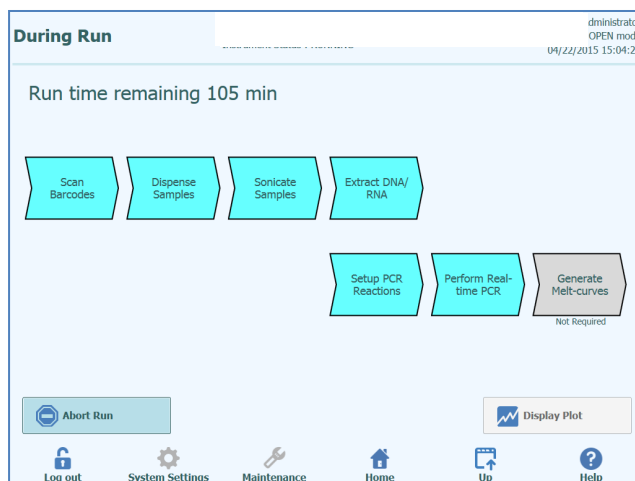 During Run
dministrato
OPEN mod
04/22/2015 15:04:2
Run time remaining 105 min
Scan
Barcodes
Dispense
Samples
Sonicate
Samples
Extract DNA/
RNA
Setup PCR
Reactions
Perform Real-
time PCR
Generate
Melt-curves
Not Required
Abort Run
Display Plot
Log out
System Settings
Maintenance
Home
Up
Help